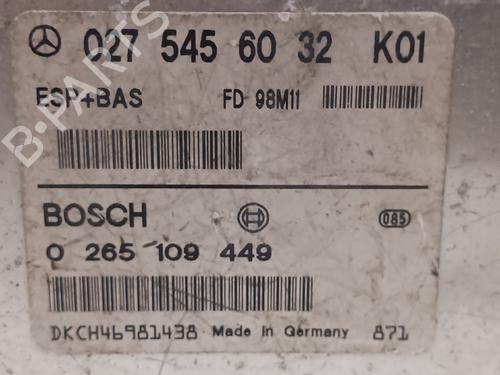 027 545 60 32 K01
ESP+BAS FD 98M11
BOSCH 085
0 265 109 449
DKCH46981438 Made in Germany 871
B-PARTS